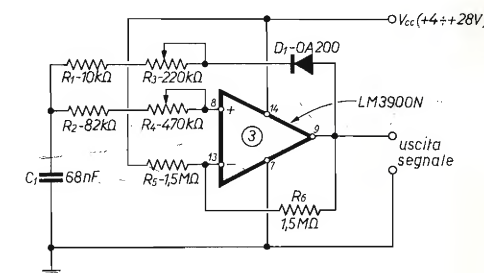 Vcc(+4÷+28V)
D1-OA200
R1-10kΩ
R3-220kΩ
LM3900N
8
+
14
R2-82kΩ
R4-470kΩ
3
9
uscita
segnale
13
−
7
C1
68nF
R5-1,5MΩ
R6
1,5MΩ